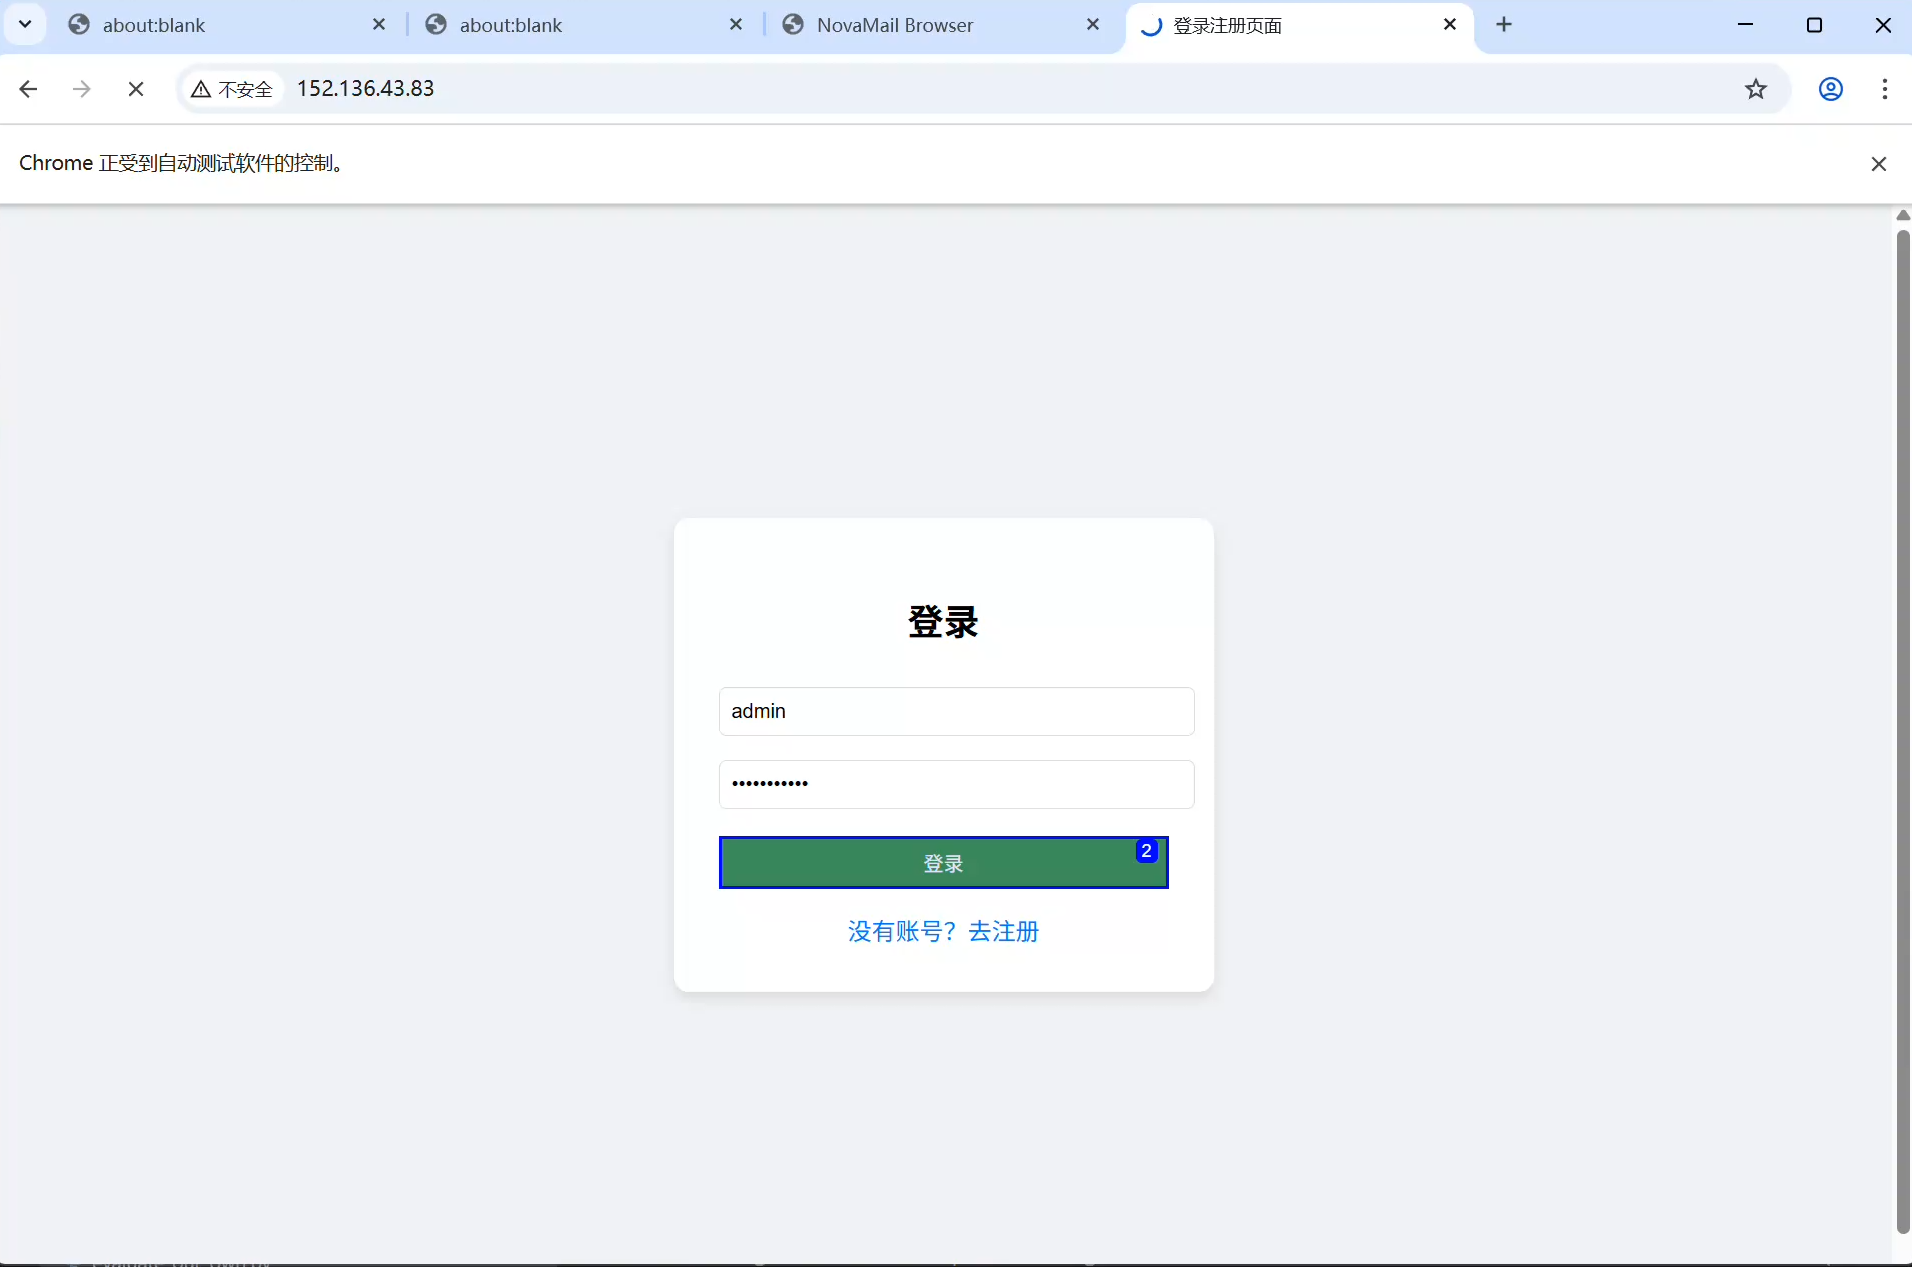 about:blank
about:blank
NovaMail Browser
登录注册页面
不安全
152.136.43.83
Chrome 正受到自动测试软件的控制。
登录
admin
•••••••••••
登录
2
没有账号？去注册